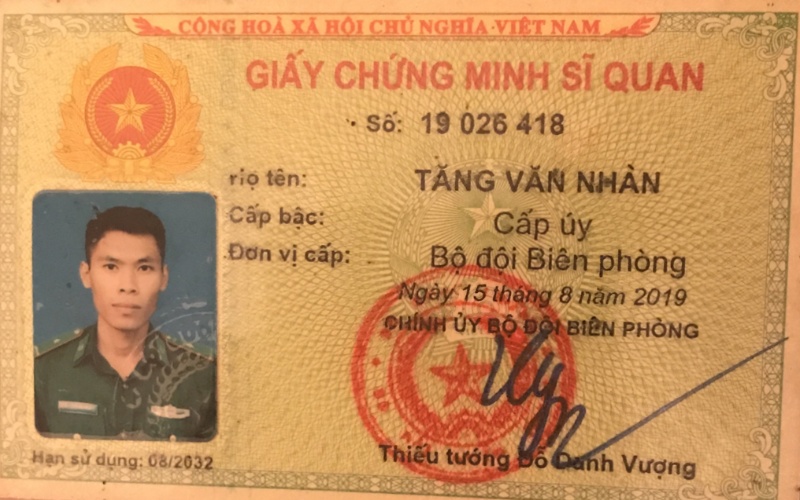 CỘNG HOÀ XÃ HỘI CHỦ NGHĨA VIỆT NAM
GIẤY CHỨNG MINH SĨ QUAN
Số: 19 026 418
Họ tên: TĂNG VĂN NHÀN
Cấp bậc: Cấp úy
Đơn vị cấp: Bộ đội Biên phòng
Ngày 15 tháng 8 năm 2019
CHÍNH ỦY BỘ ĐỘI BIÊN PHÒNG
Thiếu tướng Đỗ Danh Vượng
Hạn sử dụng: 08/2032